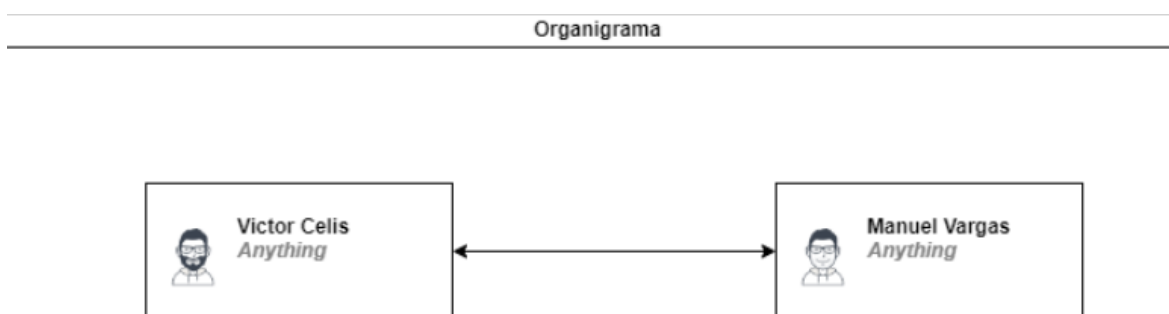 Organigrama
Victor Celis
Anything
Manuel Vargas
Anything